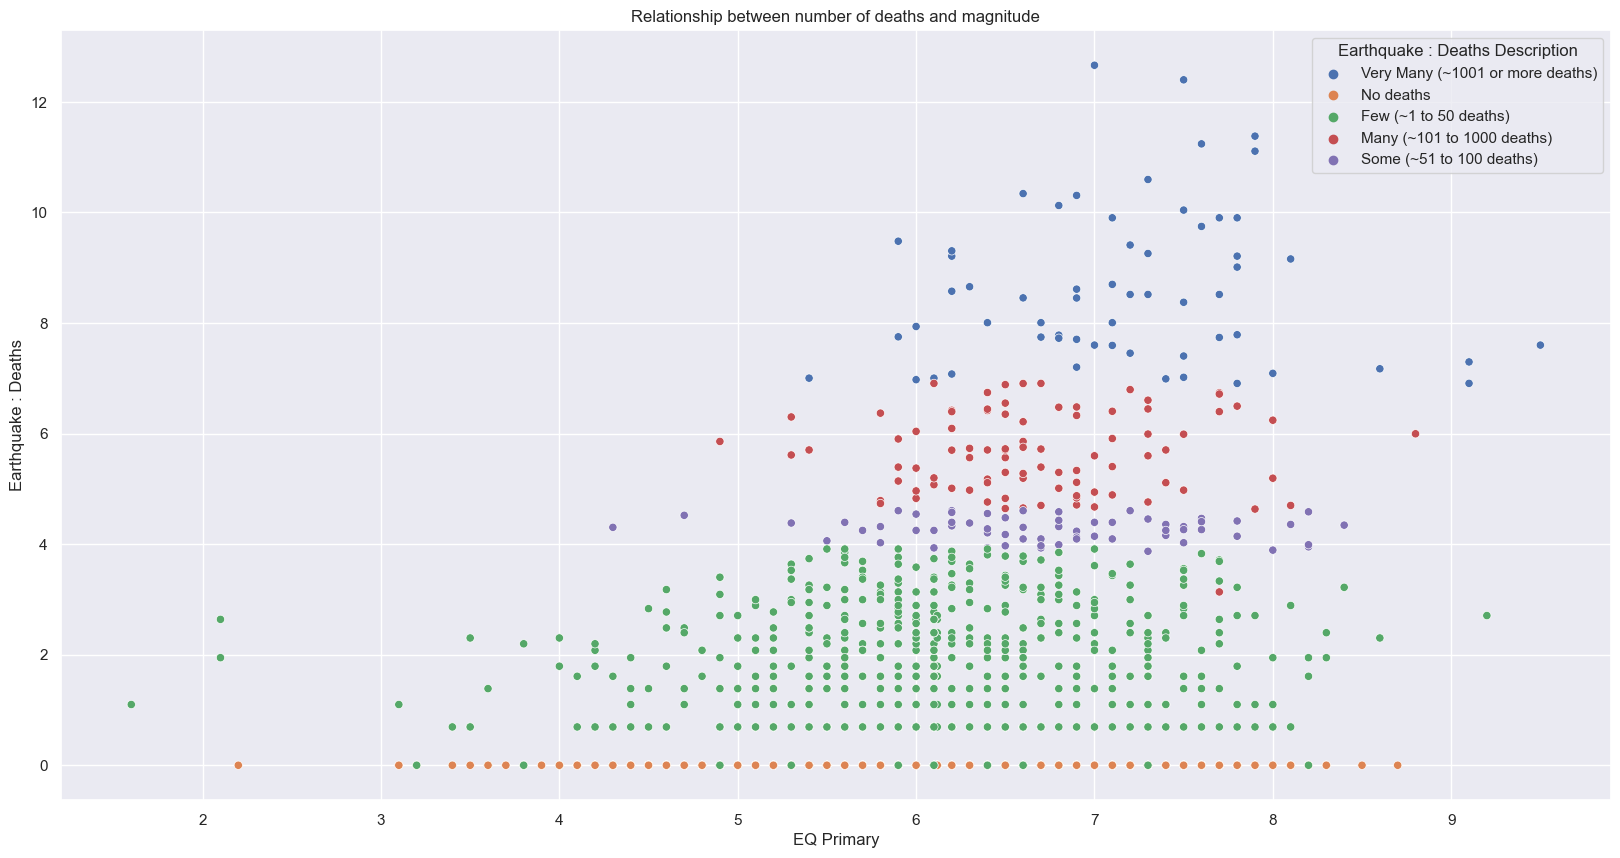 Relationship between number of deaths and magnitude
Earthquake : Deaths Description
Very Many (~1001 or more deaths)
No deaths
Few (~1 to 50 deaths)
Many (~101 to 1000 deaths)
Some (~51 to 100 deaths)
Earthquake : Deaths
12
10
8
6
4
2
0
2 3 4 5 6 7 8 9
EQ Primary